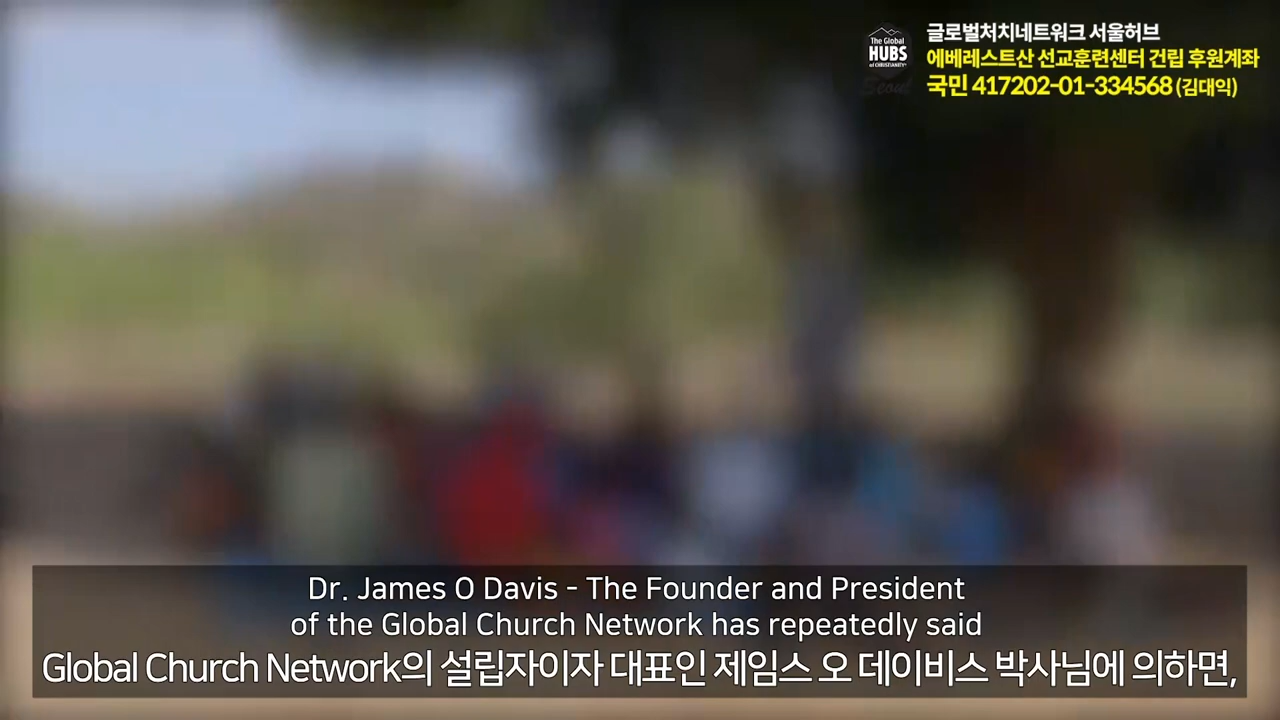 The Global
HUBS
of CHRISTIANITY
Seoul
글로벌처치네트워크 서울허브
에베레스트산 선교훈련센터 건립 후원계좌
국민 417202-01-334568 (김대익)
Dr. James O Davis - The Founder and President
of the Global Church Network has repeatedly said
Global Church Network의 설립자이자 대표인 제임스 오 데이비스 박사님에 의하면,